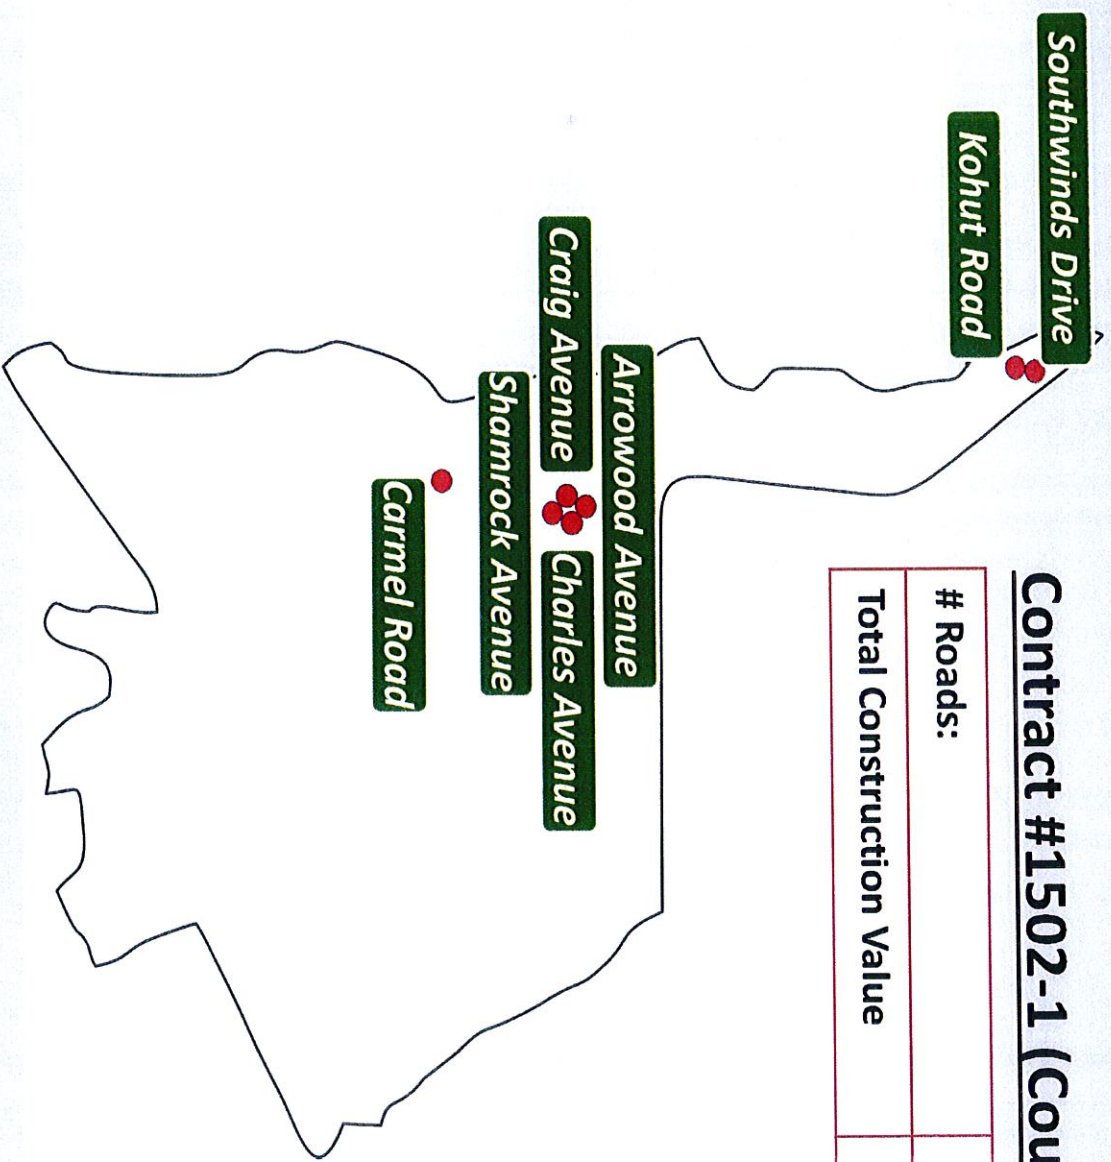 Contract #1502-1 (Cou
# Roads:
Total Construction Value
Southwinds Drive
Kohut Road
Arrowood Avenue
Craig Avenue
Charles Avenue
Shamrock Avenue
Carmel Road